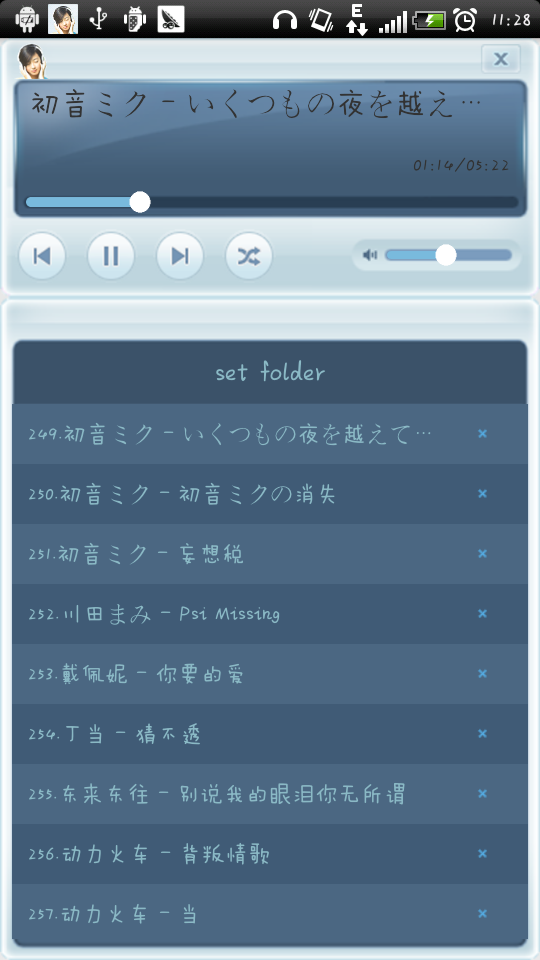 E
11:28
初音ミク - いくつもの夜を越え…
01:14/05:22
set folder
249.初音ミク - いくつもの夜を越えて…
250.初音ミク - 初音ミクの消失
251.初音ミク - 妄想税
252.川田まみ - Psi Missing
253.戴佩妮 - 你要的爱
254.丁当 - 猜不透
255.东来东往 - 别说我的眼泪你无所谓
256.动力火车 - 背叛情歌
257.动力火车 - 当